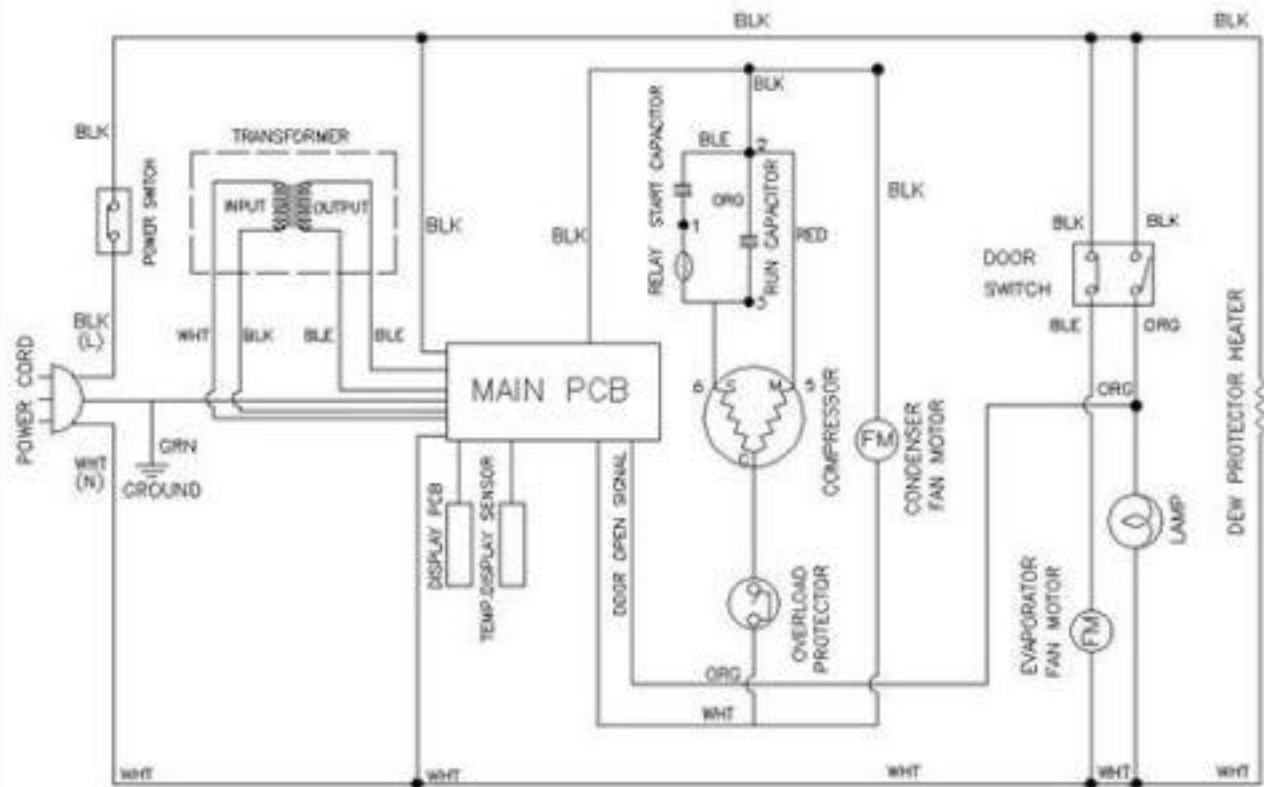 BLK
BLK
BLK
TRANSFORMER
INPUT
OUTPUT
POWER SWITCH
BLK
BLK
BLE
2
START CAPACITOR
RELAY
1
ORG
RUN CAPACITOR
RED
3
BLK
BLK
BLK
DOOR
SWITCH
BLE
ORG
BLK
(L)
WHT
BLK
BLE
BLE
POWER CORD
MAIN PCB
6
S
M
5
C
COMPRESSOR
FM
CONDENSER
FAN MOTOR
ORG
DEW PROTECTOR HEATER
WHT
(N)
GRN
GROUND
DISPLAY PCB
TEMP.DISPLAY SENSOR
DOOR OPEN SIGNAL
LAMP
OVERLOAD
PROTECTOR
EVAPORATOR
FAN MOTOR
FM
ORG
WHT
WHT
WHT
WHT
WHT
WHT